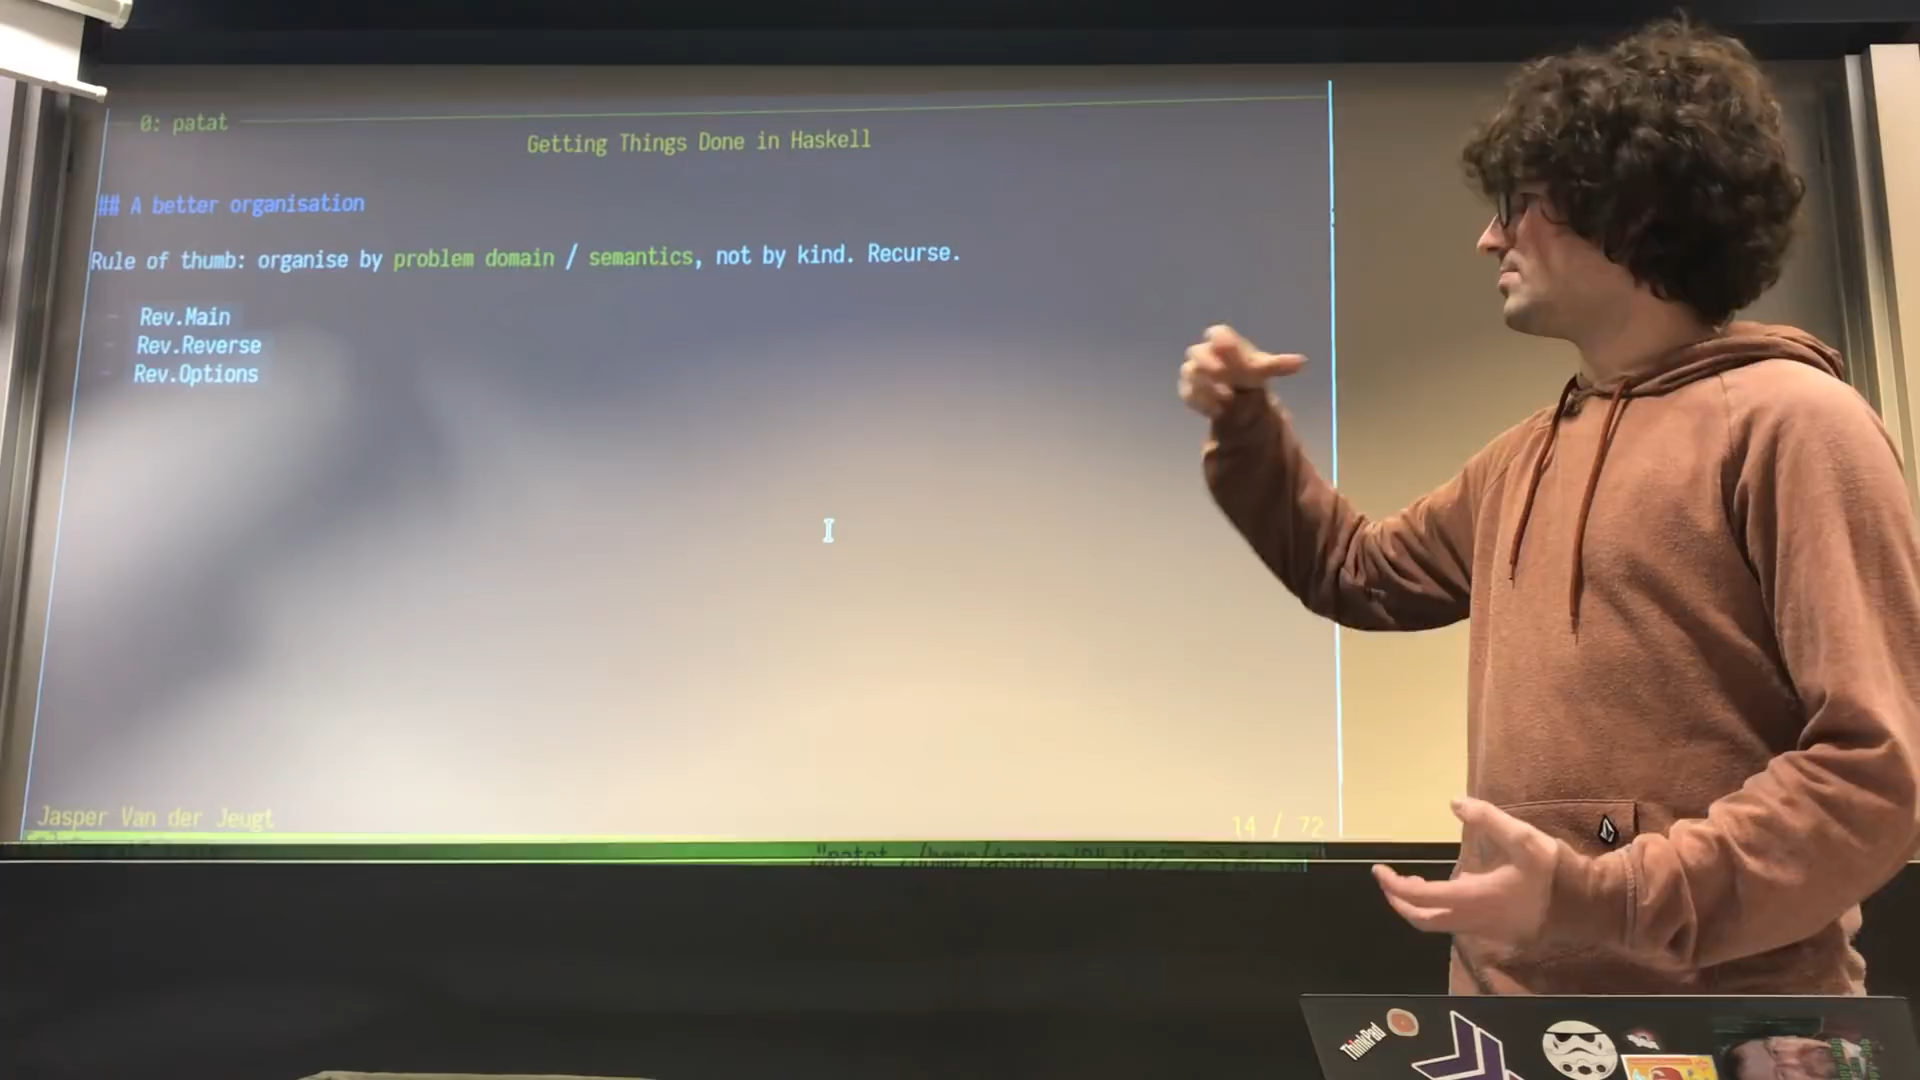 0: patat
Getting Things Done in Haskell
## A better organisation
Rule of thumb: organise by problem domain / semantics, not by kind. Recurse.
- Rev.Main
- Rev.Reverse
- Rev.Options
Jasper Van der Jeugt
14 / 72
ThinkPad